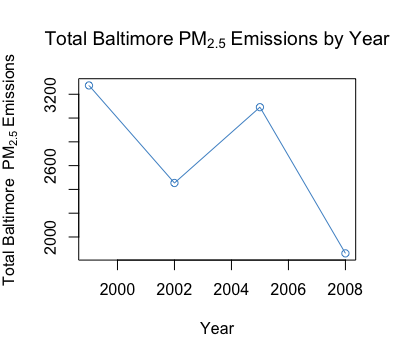 Total Baltimore PM2.5 Emissions by Year
Total Baltimore PM2.5 Emissions
3200
2600
2000
2000 2002 2004 2006 2008
Year